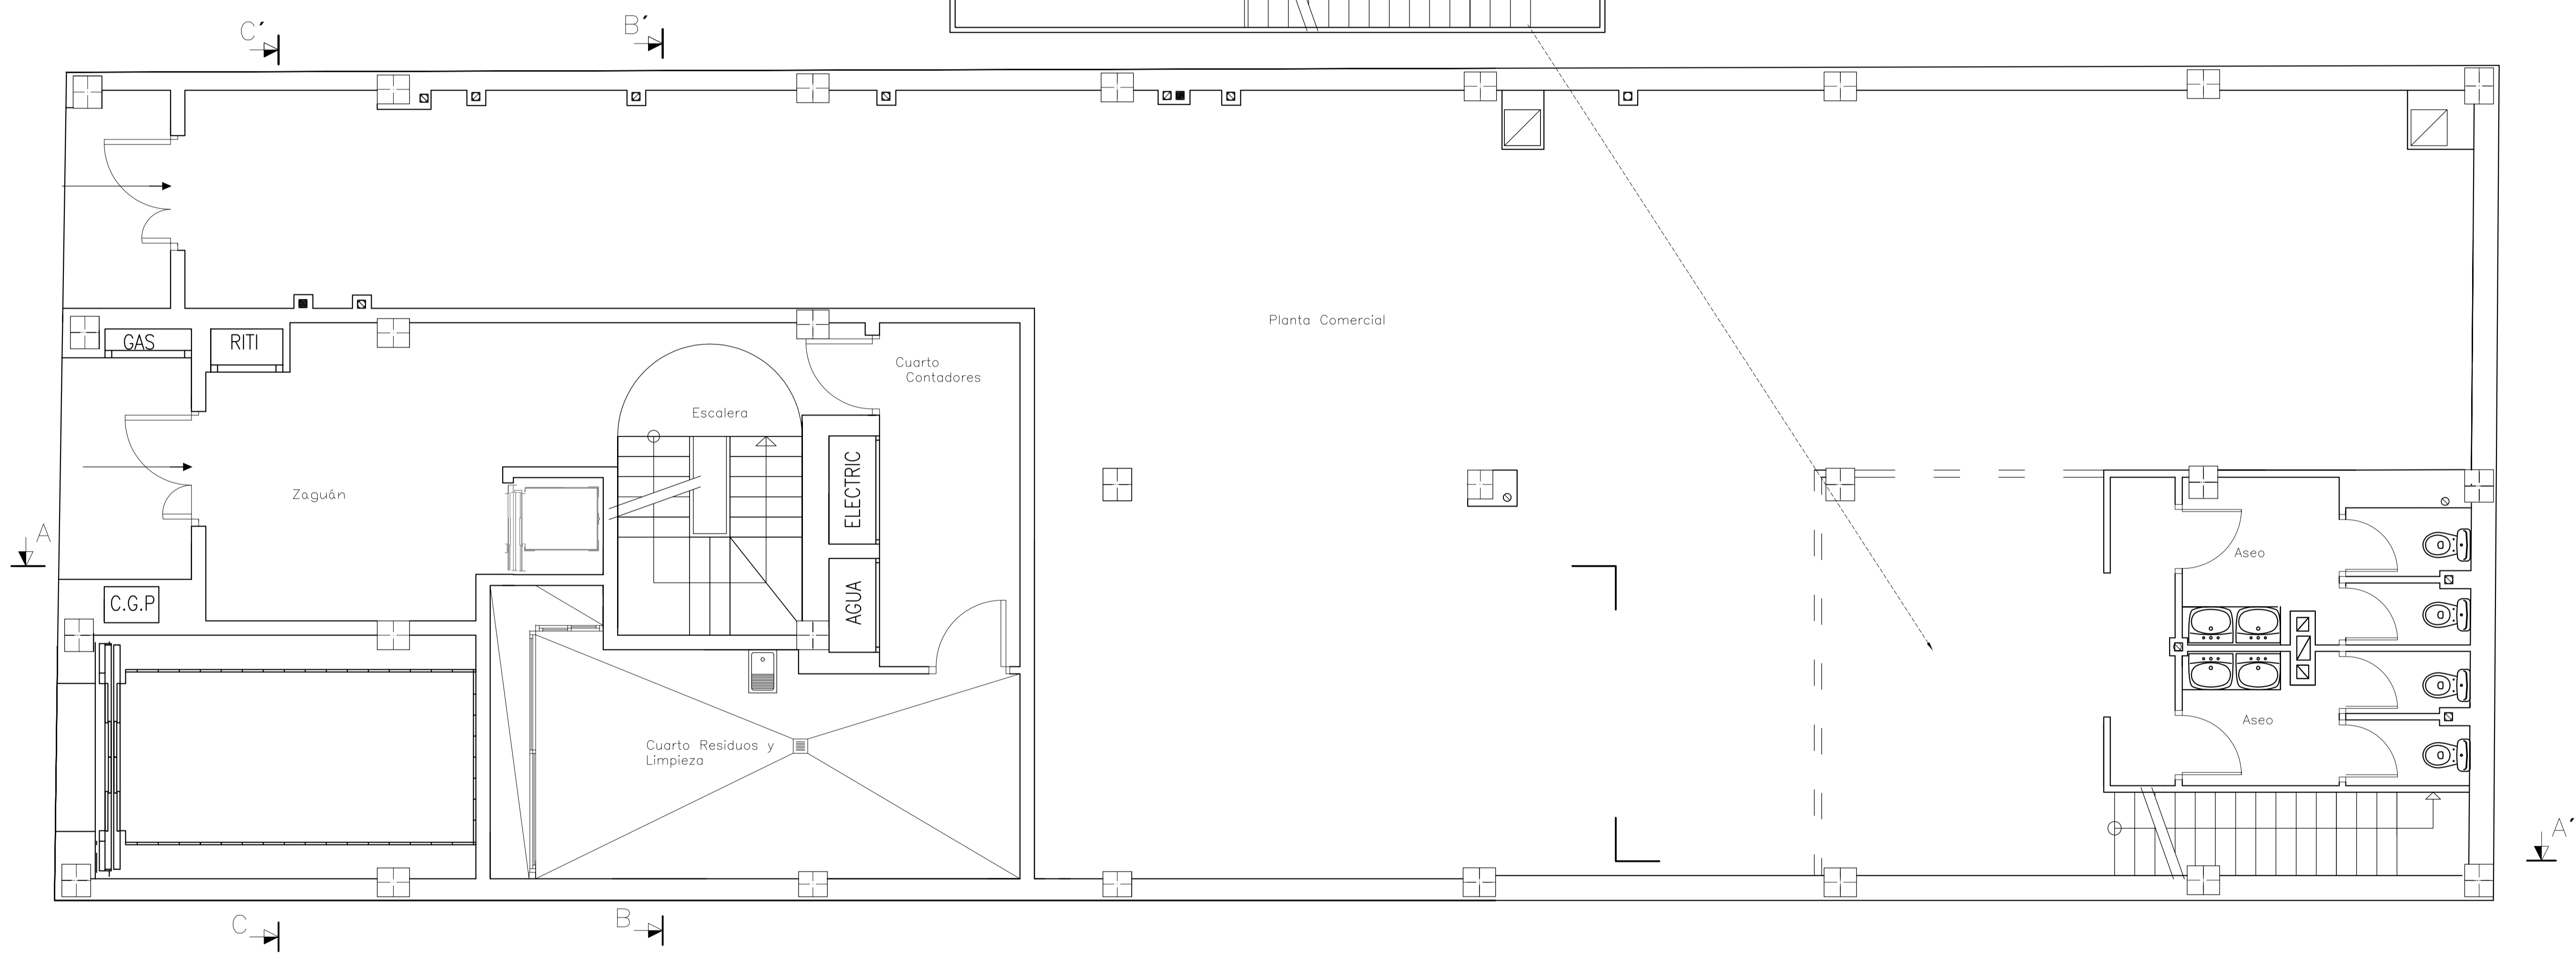 C´
B´
GAS
RITI
Planta Comercial
Cuarto
Contadores
Escalera
ELECTRIC
Zaguán
A
Aseo
C.G.P
AGUA
Aseo
Cuarto Residuos y
Limpieza
A´
C
B